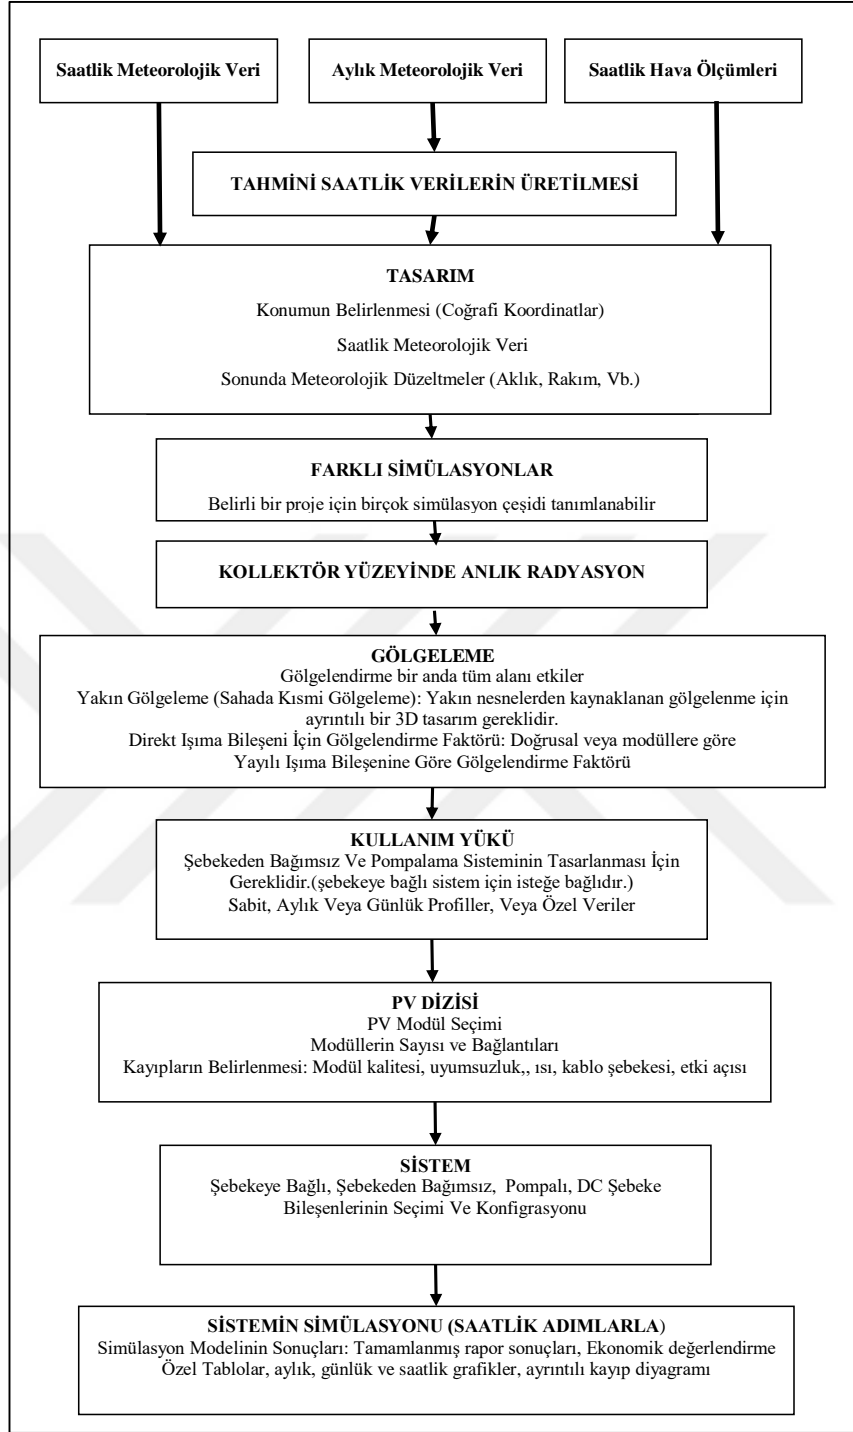 Saatlik Meteorolojik Veri
Aylık Meteorolojik Veri
Saatlik Hava Ölçümleri
TAHMİNİ SAATLİK VERİLERİN ÜRETİLMESİ
TASARIM
Konumun Belirlenmesi (Coğrafi Koordinatlar)
Saatlik Meteorolojik Veri
Sonunda Meteorolojik Düzeltmeler (Aklık, Rakım, Vb.)
FARKLI SİMÜLASYONLAR
Belirli bir proje için birçok simülasyon çeşidi tanımlanabilir
KOLLEKTÖR YÜZEYİNDE ANLIK RADYASYON
GÖLGELEME
Gölgelendirme bir anda tüm alanı etkiler
Yakın Gölgeleme (Sahada Kısmi Gölgeleme): Yakın nesnelerden kaynaklanan gölgelenme için
ayrıntılı bir 3D tasarım gereklidir.
Direkt Işıma Bileşeni İçin Gölgelendirme Faktörü: Doğrusal veya modüllere göre
Yayılı Işıma Bileşenine Göre Gölgelendirme Faktörü
KULLANIM YÜKÜ
Şebekeden Bağımsız Ve Pompalama Sisteminin Tasarlanması İçin
Gereklidir.(şebekeye bağlı sistem için isteğe bağlıdır.)
Sabit, Aylık Veya Günlük Profiller, Veya Özel Veriler
PV DİZİSİ
PV Modül Seçimi
Modüllerin Sayısı ve Bağlantıları
Kayıpların Belirlenmesi: Modül kalitesi, uyumsuzluk,, ısı, kablo şebekesi, etki açısı
SİSTEM
Şebekeye Bağlı, Şebekeden Bağımsız, Pompalı, DC Şebeke
Bileşenlerinin Seçimi Ve Konfigrasyonu
SİSTEMİN SİMÜLASYONU (SAATLİK ADIMLARLA)
Simülasyon Modelinin Sonuçları: Tamamlanmış rapor sonuçları, Ekonomik değerlendirme
Özel Tablolar, aylık, günlük ve saatlik grafikler, ayrıntılı kayıp diyagramı